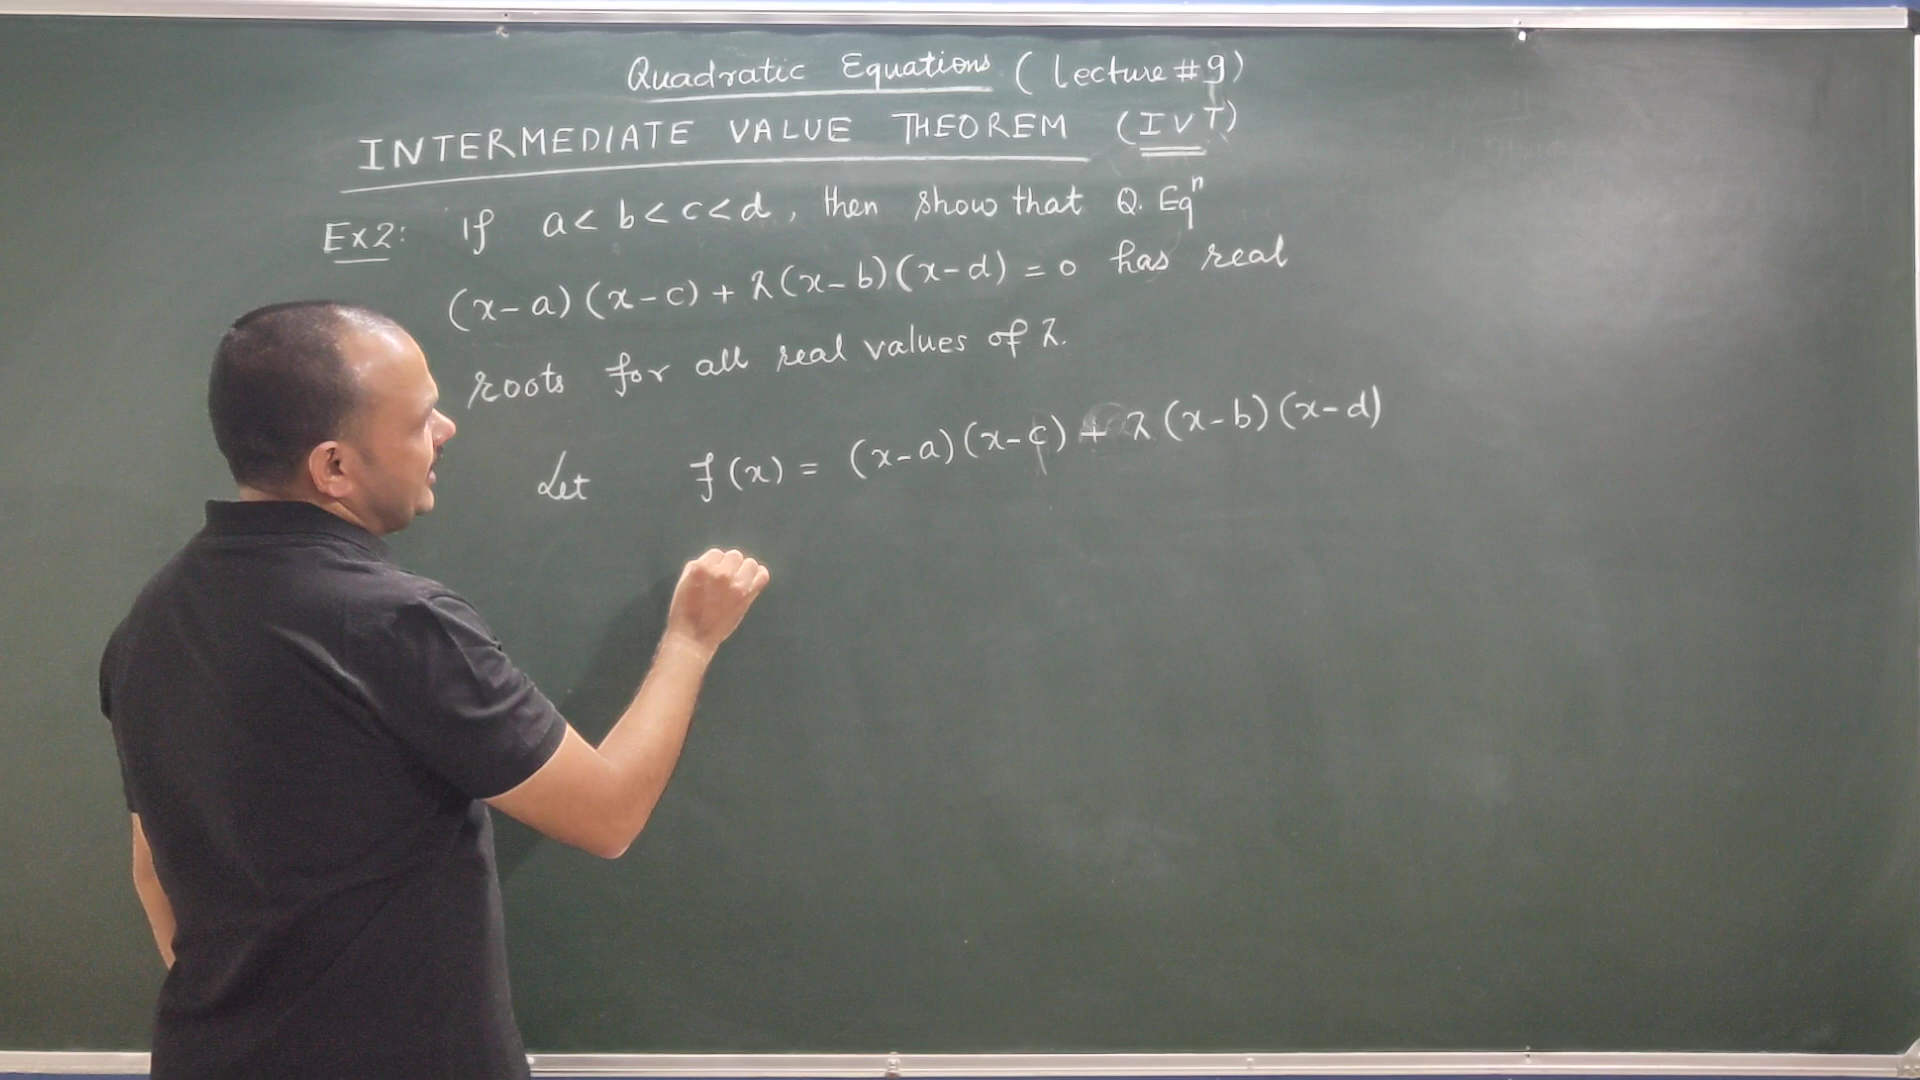 Quadratic Equations (Lecture #9)
INTERMEDIATE VALUE THEOREM (IVT)
Ex2: If a< b<c<d, then show that Q. Eqⁿ
(x-a)(x-c)+λ(x-b)(x-d)=0 has real
roots for all real values of λ.
Let f(x) = (x-a)(x-c)+λ(x-b)(x-d)